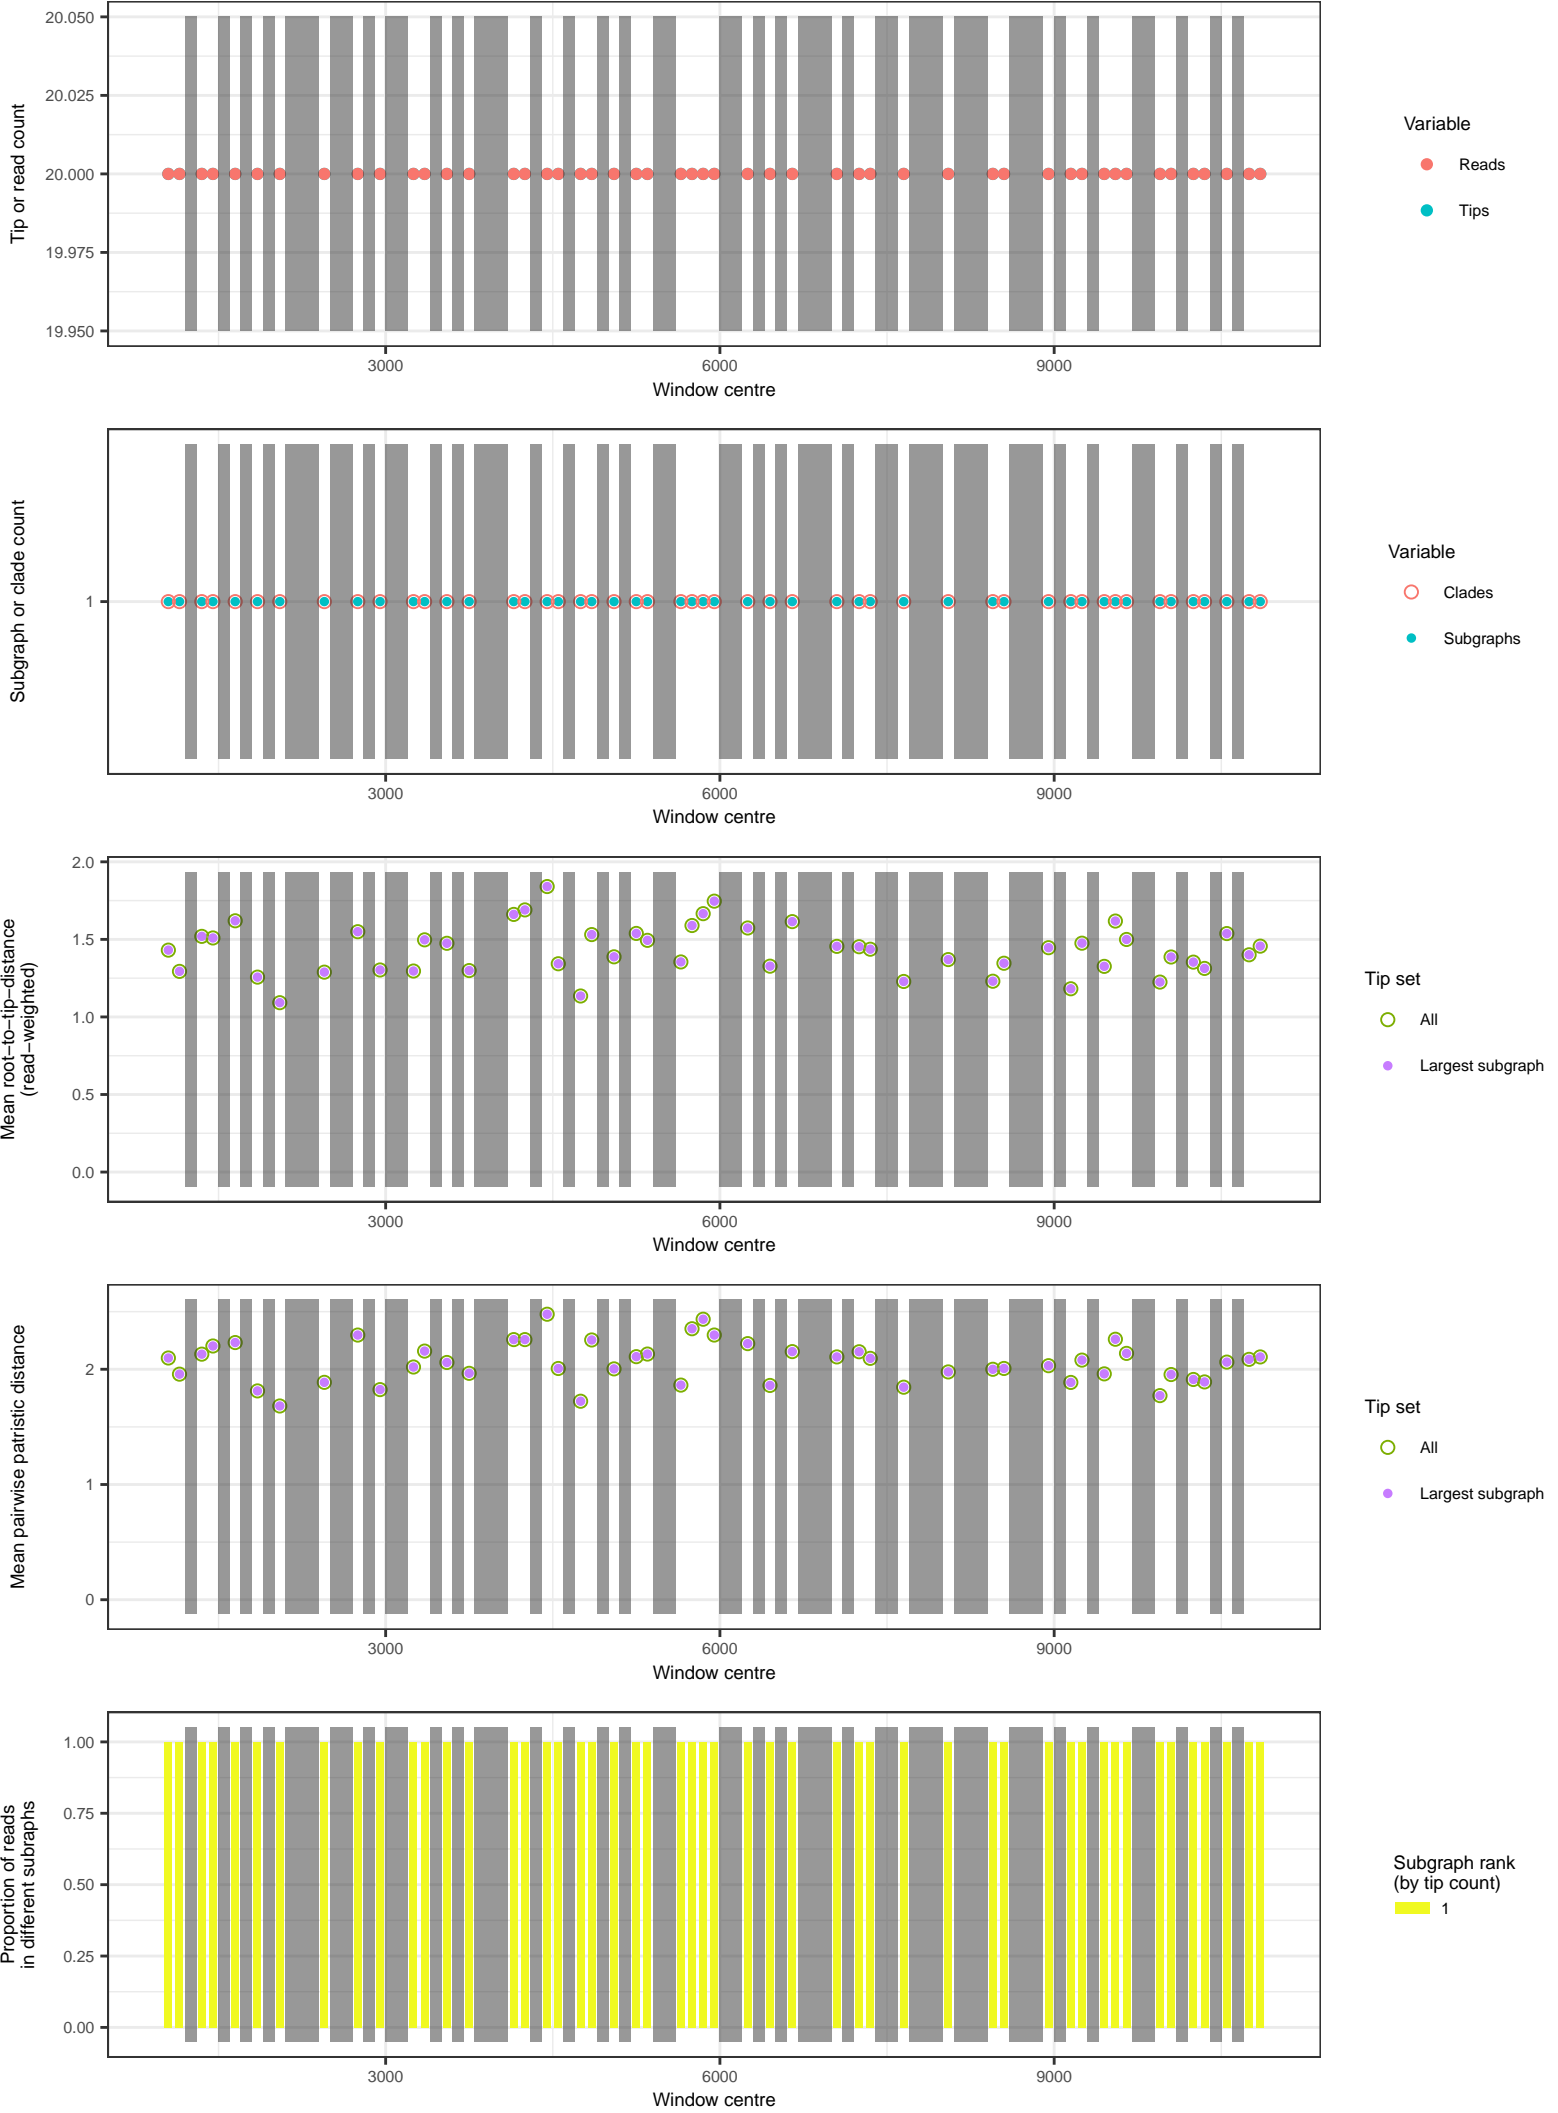 20.050
20.025
20.000
19.975
19.950
Tip or read count
3000
6000
9000
Window centre
Variable
Reads
Tips
1
Subgraph or clade count
3000
6000
9000
Window centre
Variable
Clades
Subgraphs
2.0
1.5
1.0
0.5
0.0
Mean root−to−tip−distance
(read−weighted)
3000
6000
9000
Window centre
Tip set
All
Largest subgraph
2
1
0
Mean pairwise patristic distance
3000
6000
9000
Window centre
Tip set
All
Largest subgraph
1.00
0.75
0.50
0.25
0.00
Proportion of reads
in different subraphs
3000
6000
9000
Window centre
Subgraph rank
(by tip count)
1